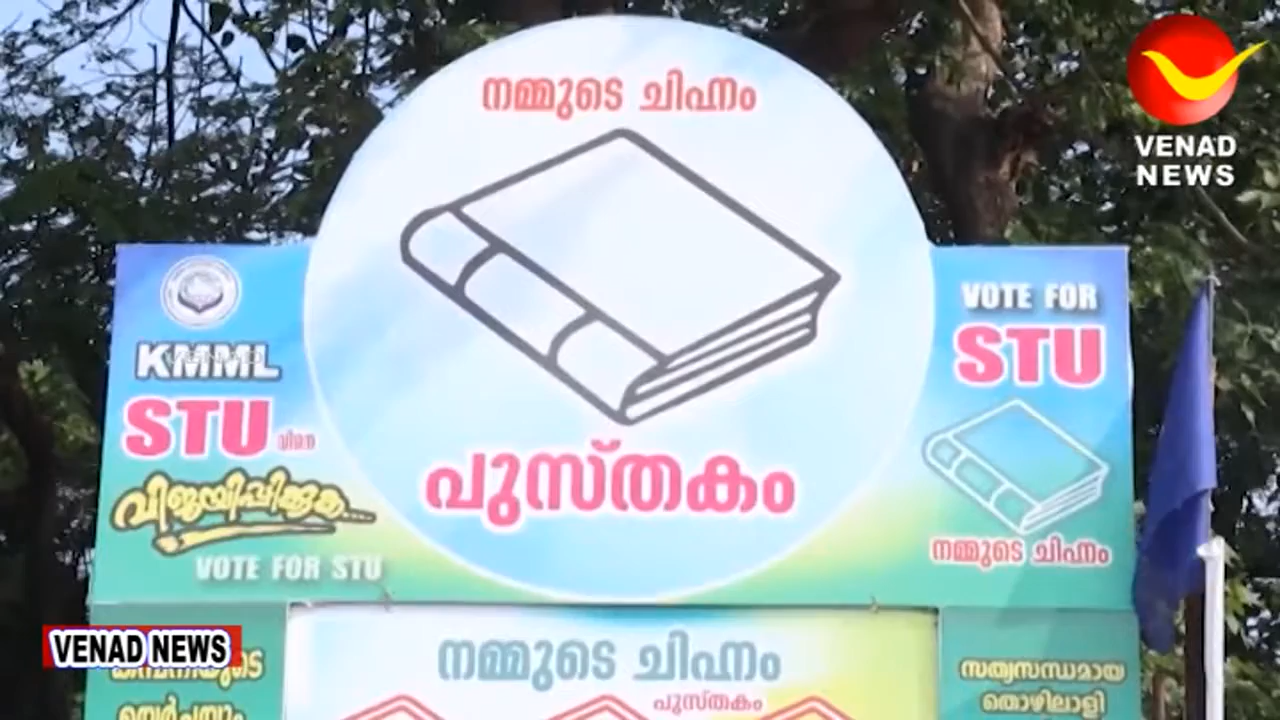 നമ്മുടെ ചിഹ്നം
VENAD
NEWS
KMML
STU വിനെ
വിജയിപ്പിക്കുക...
VOTE FOR STU
പുസ്തകം
VOTE FOR
STU
നമ്മുടെ ചിഹ്നം
VENAD NEWS
നമ്മുടെ ചിഹ്നം
പുസ്തകം
സത്യസന്ധമായ
തൊഴിലാളി